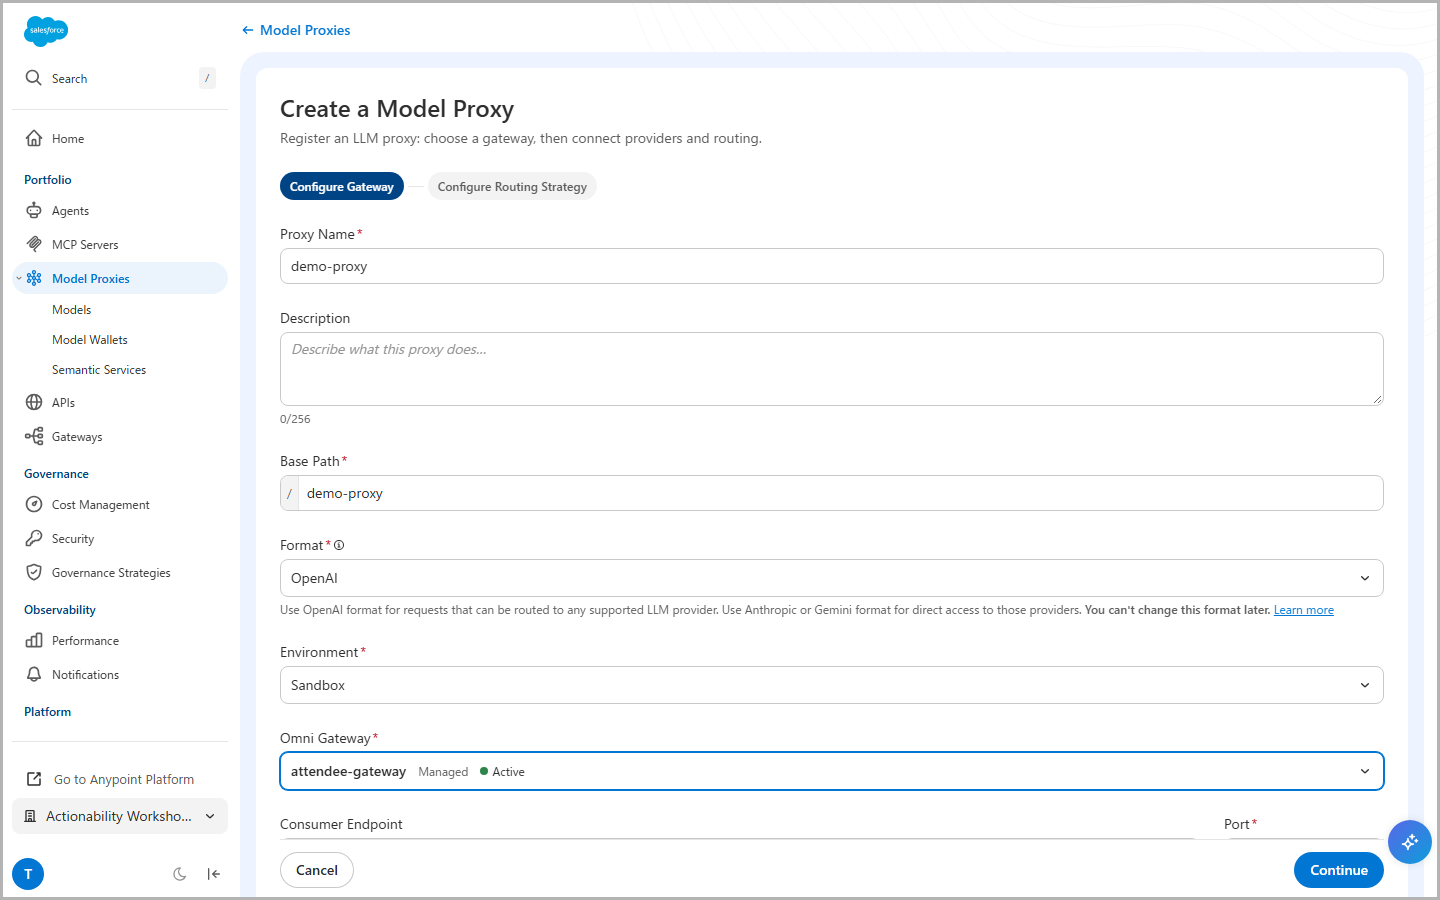 salesforce
Search /
Home
Portfolio
Agents
MCP Servers
Model Proxies
Models
Model Wallets
Semantic Services
APIs
Gateways
Governance
Cost Management
Security
Governance Strategies
Observability
Performance
Notifications
Platform
Go to Anypoint Platform
Actionability Worksho...
T
← Model Proxies
Create a Model Proxy
Register an LLM proxy: choose a gateway, then connect providers and routing.
Configure Gateway Configure Routing Strategy
Proxy Name*
demo-proxy
Description
Describe what this proxy does...
0/256
Base Path*
/ demo-proxy
Format*
OpenAI
Use OpenAI format for requests that can be routed to any supported LLM provider. Use Anthropic or Gemini format for direct access to those providers. You can't change this format later. Learn more
Environment*
Sandbox
Omni Gateway*
attendee-gateway Managed Active
Consumer Endpoint Port*
Cancel Continue